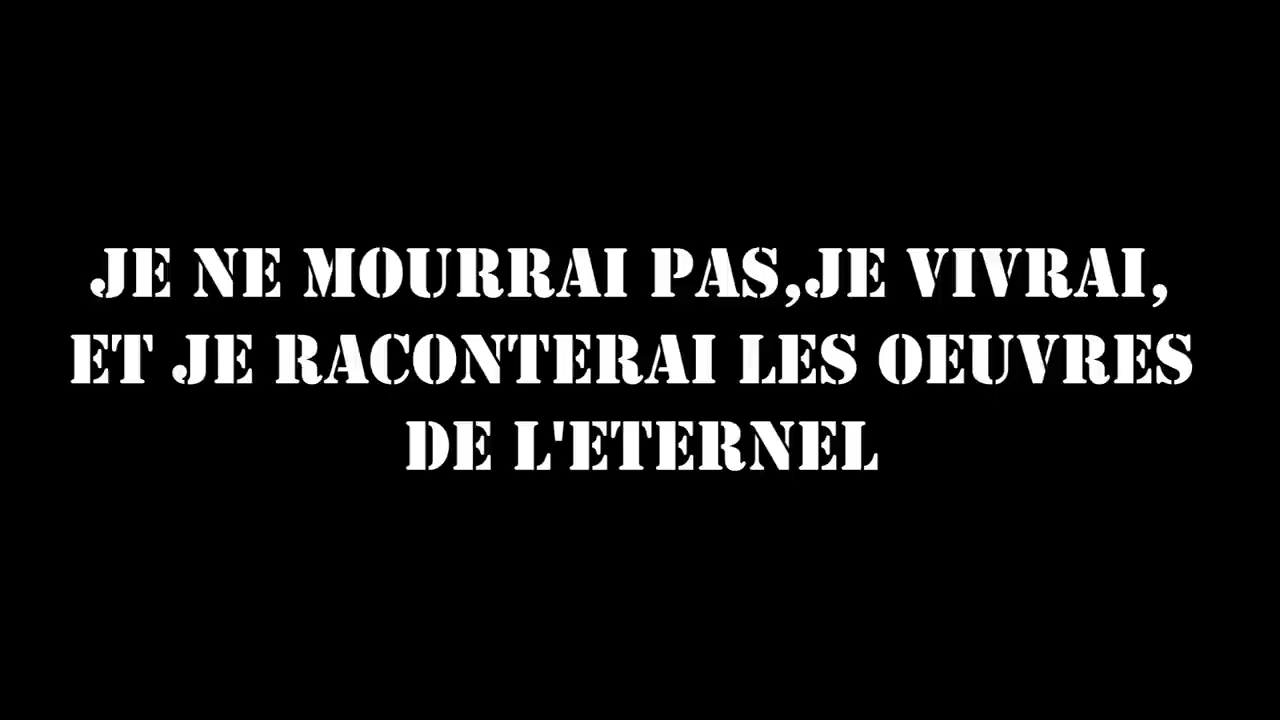 JE NE MOURRAI PAS,JE VIVRAI,
ET JE RACONTERAI LES OEUVRES
DE L'ETERNEL